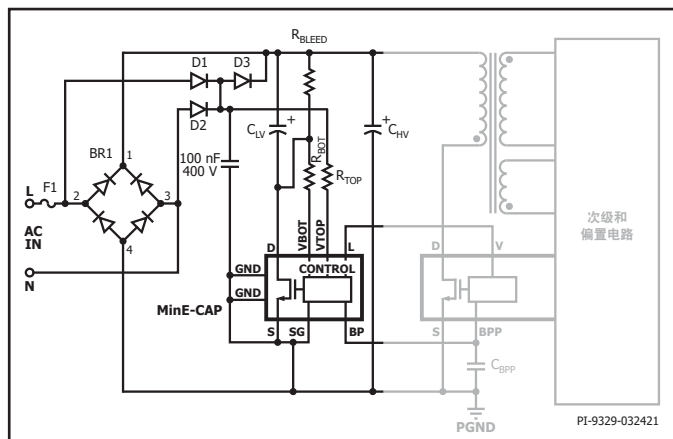 R_BLEED
D1
D3
D2
C_LV
+
R_BOT
+
C_HV
BR1
1
100 nF
400 V
R_TOP
F1
L
2
3
AC
IN
4
N
VBOT
VTOP
D
L
GND
CONTROL
GND
MinE-CAP
S
SG
BP
D
V
S
BPP
C_BPP
PGND
次级和
偏置电路
PI-9329-032421